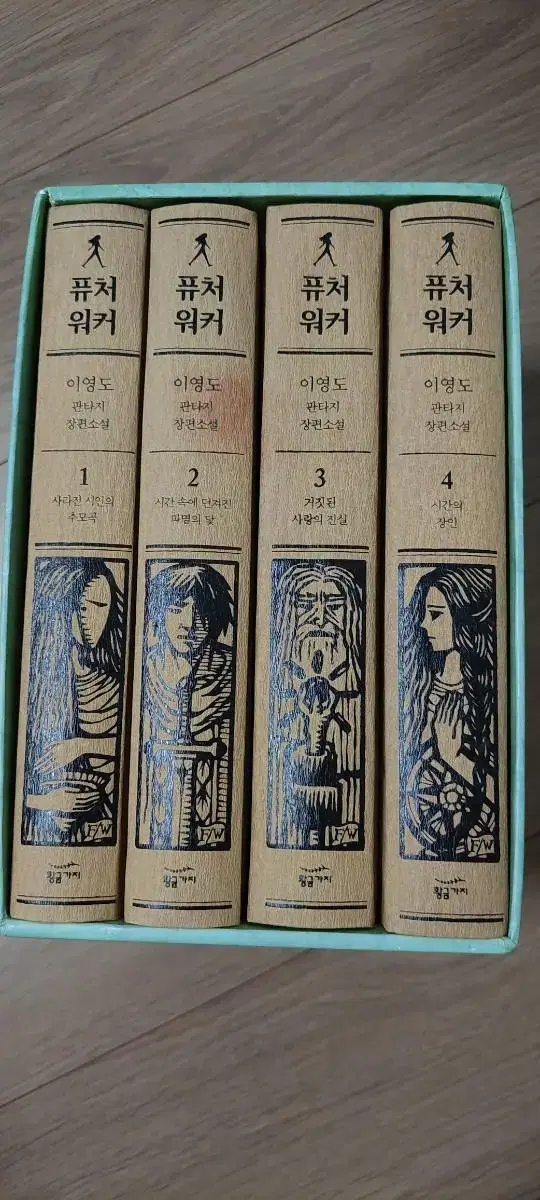 퓨처
워커
이영도
판타지
장편소설
1
사라진 시인의
추모곡
F/W
황금가지
퓨처
워커
이영도
판타지
장편소설
2
시간 속에 던져진
파멸의 닻
F/W
황금가지
퓨처
워커
이영도
판타지
장편소설
3
거짓된
사랑의 진실
F/W
황금가지
퓨처
워커
이영도
판타지
장편소설
4
시간의
장인
F/W
황금가지